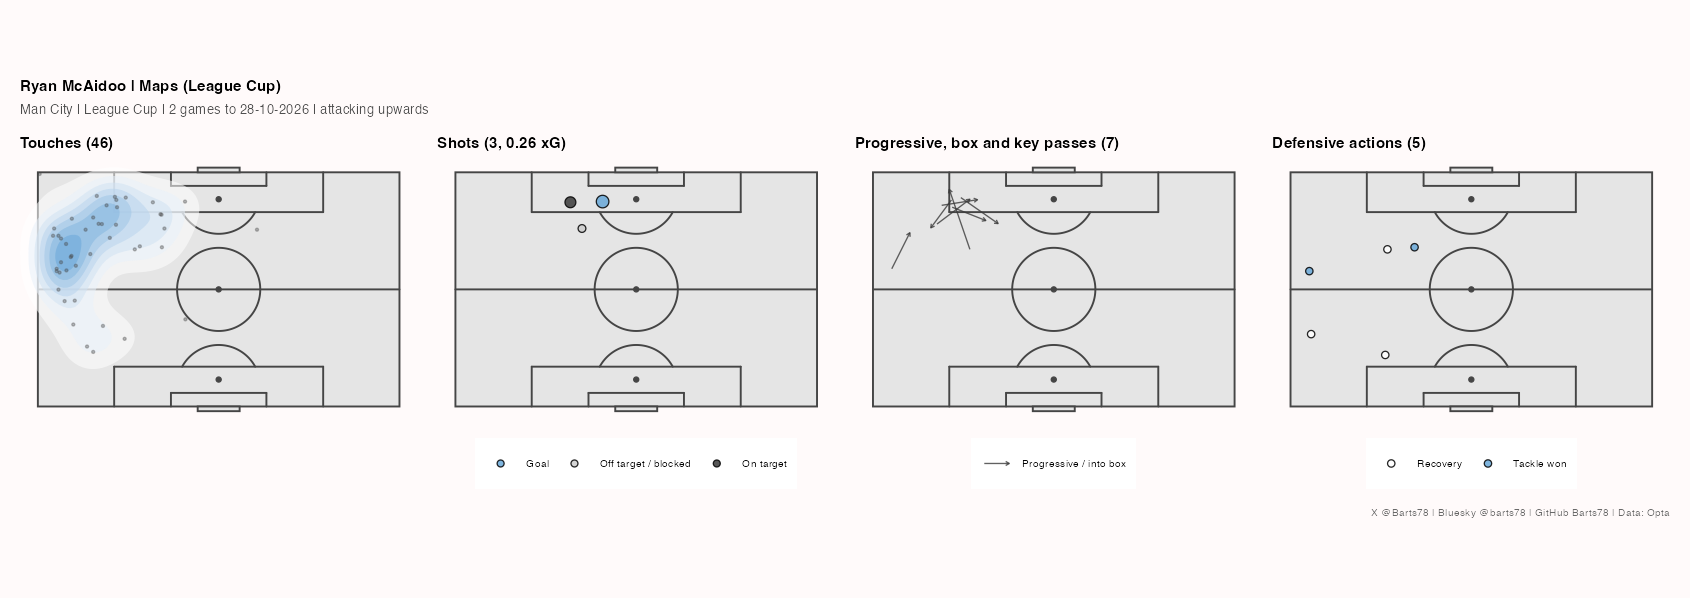 Ryan McAidoo | Maps (League Cup)
Man City | League Cup | 2 games to 28-10-2026 | attacking upwards
Touches (46)
Shots (3, 0.26 xG)
Progressive, box and key passes (7)
Defensive actions (5)
Goal
Off target / blocked
On target
Progressive / into box
Recovery
Tackle won
X @Barts78 | Bluesky @barts78 | GitHub Barts78 | Data: Opta